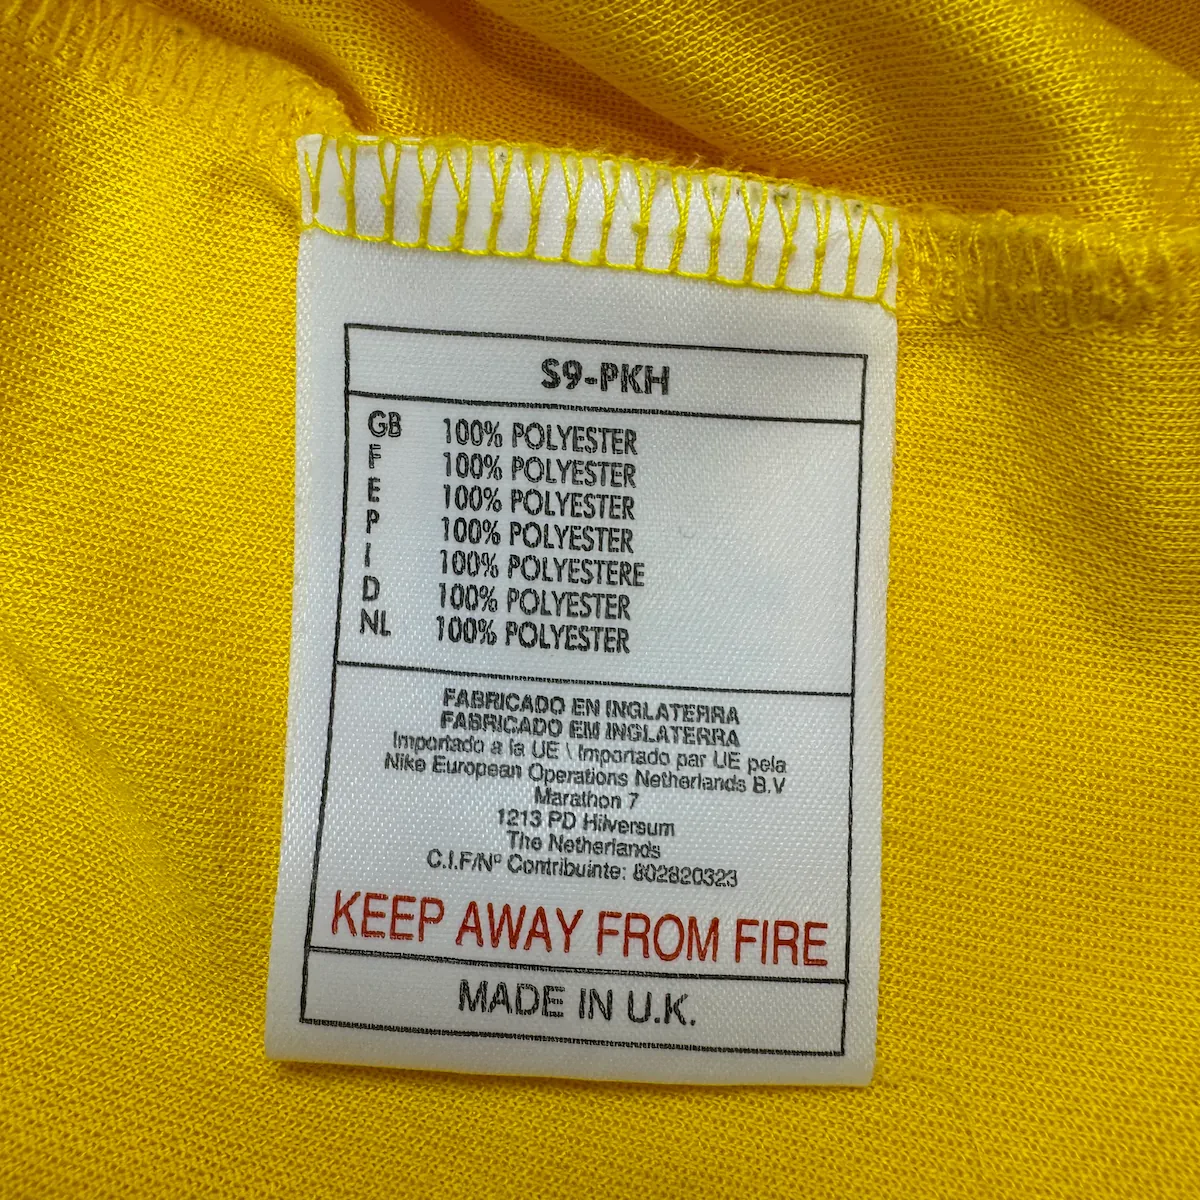 S9-PKH
GB 100% POLYESTER
F 100% POLYESTER
E 100% POLYESTER
P 100% POLYESTER
I 100% POLYESTERE
D 100% POLYESTER
NL 100% POLYESTER
FABRICADO EN INGLATERRA
FABRICADO EM INGLATERRA
Importado a la UE \ Importado par UE pela
Nike European Operations Netherlands B.V
Marathon 7
1213 PD Hilversum
The Netherlands
C.I.F/Nº Contribuinte: 802820323
KEEP AWAY FROM FIRE
MADE IN U.K.